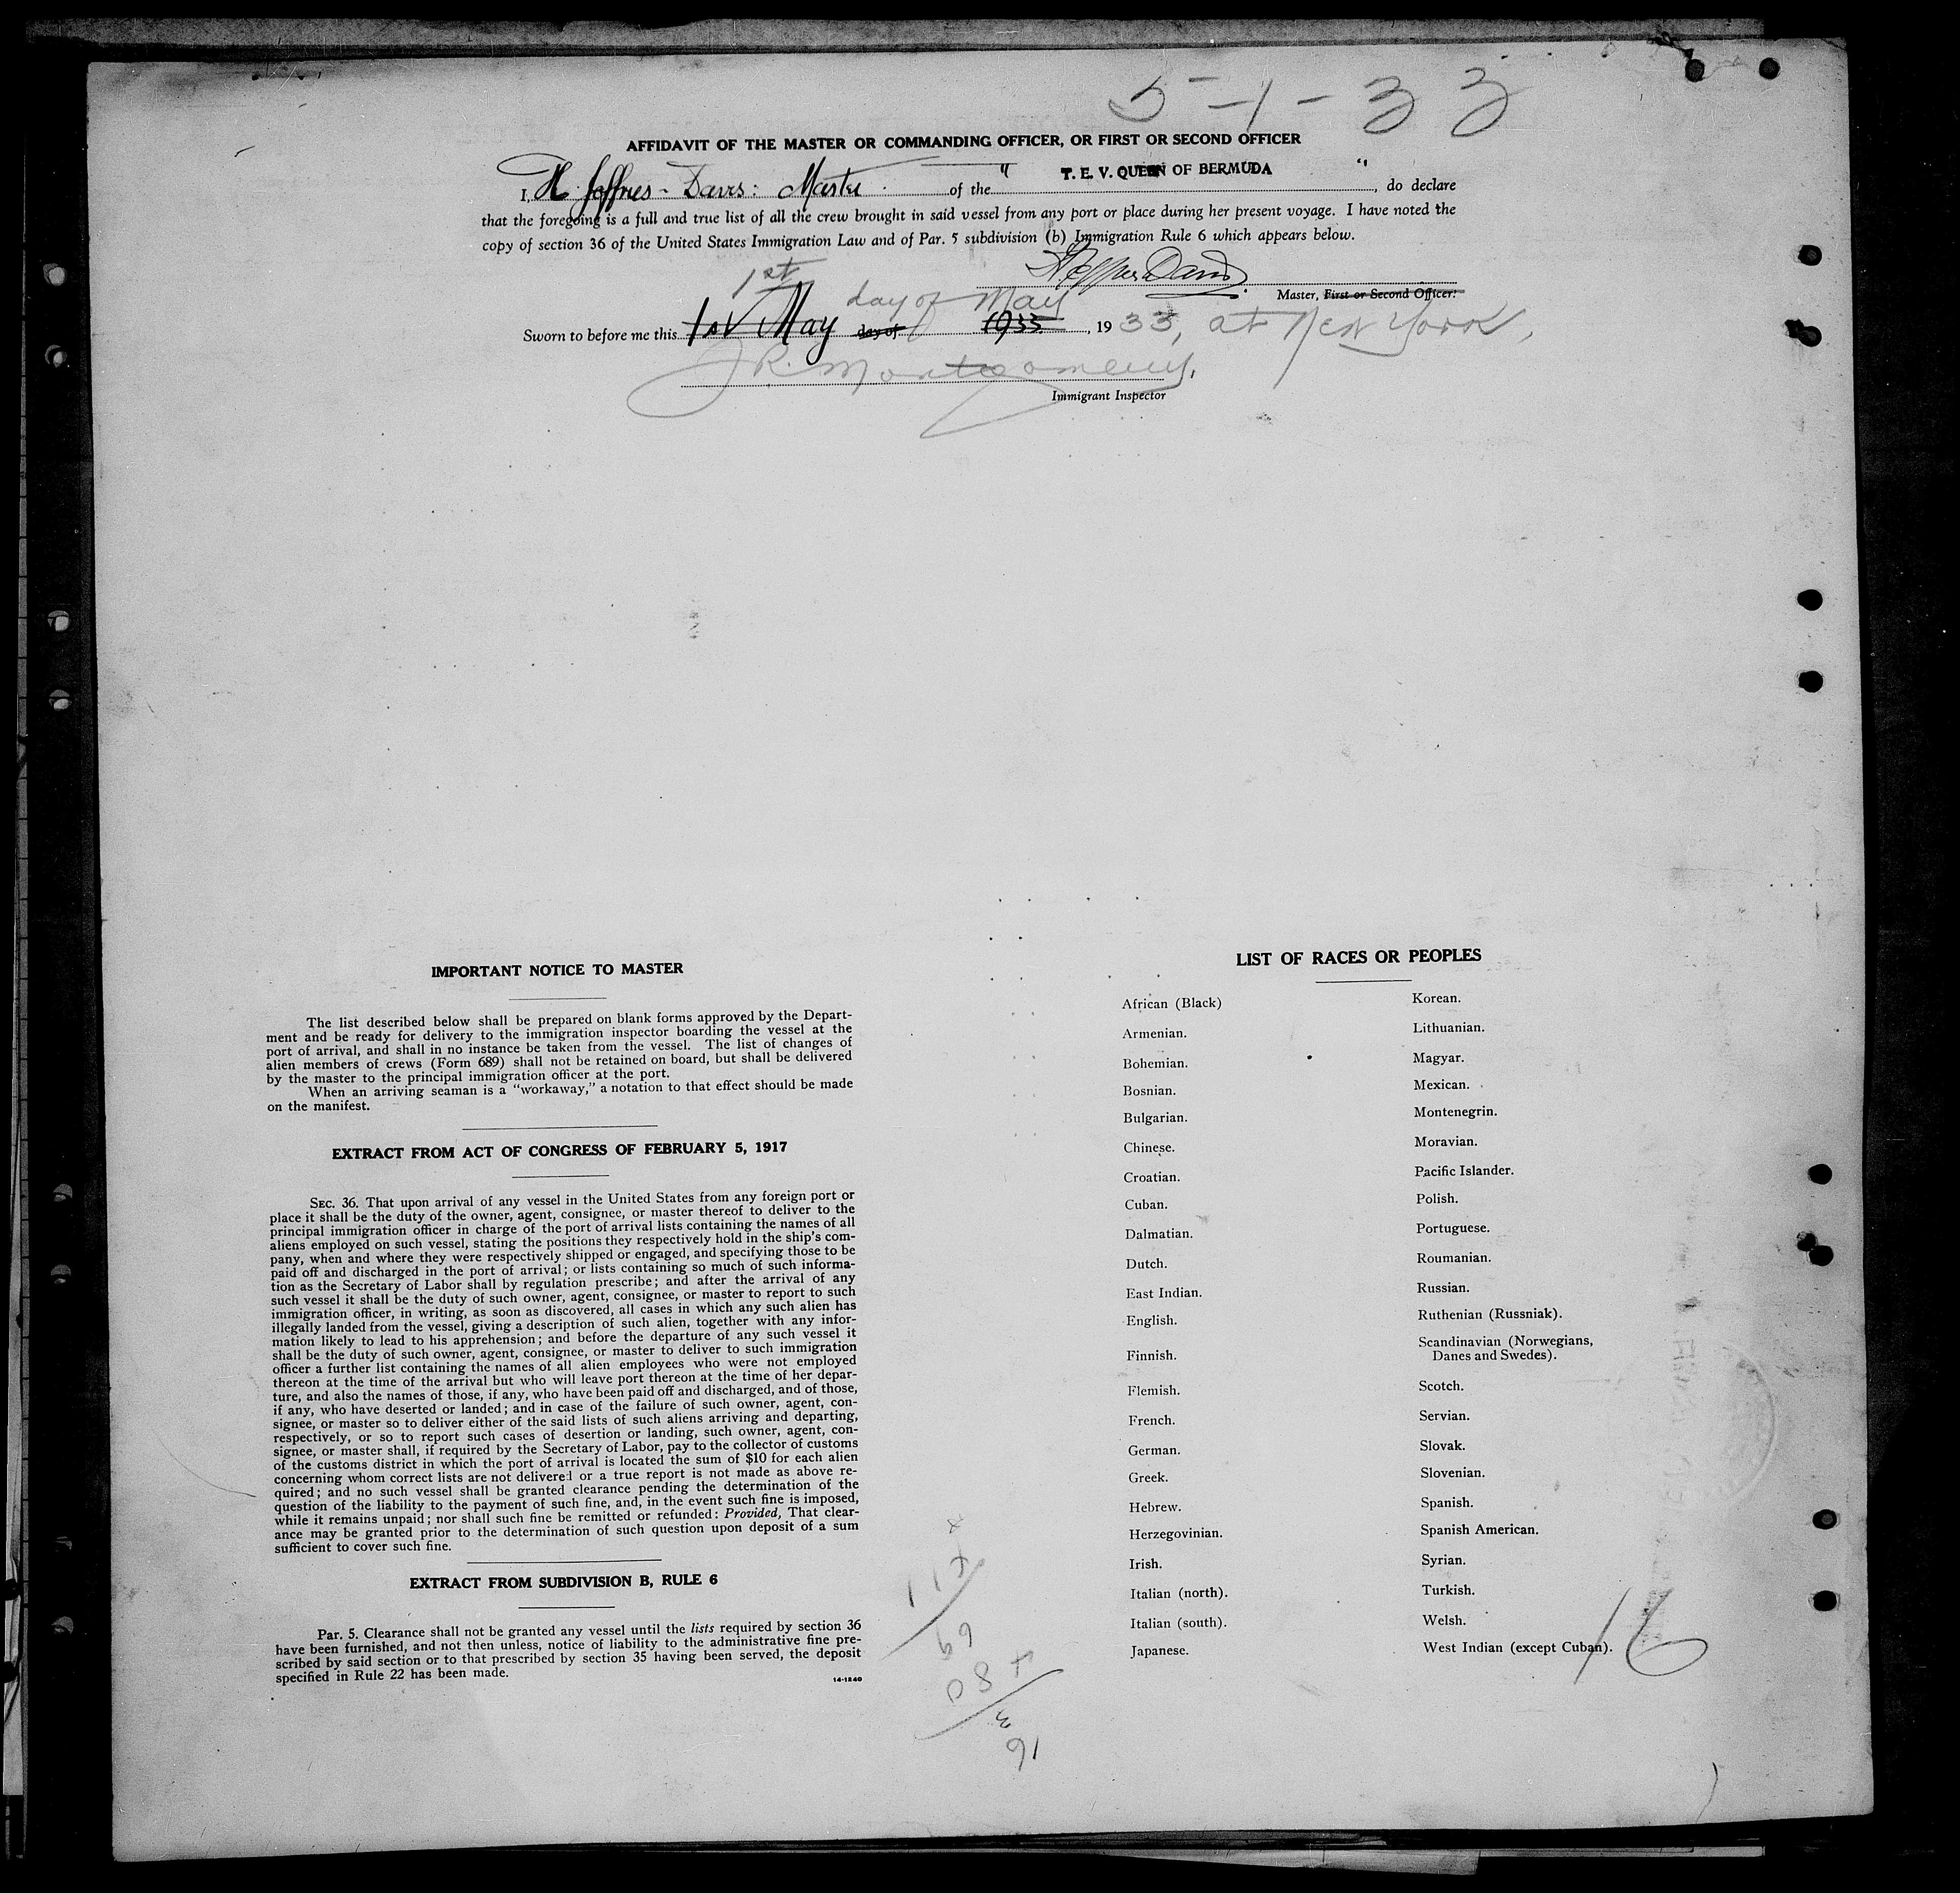 5-1-33
AFFIDAVIT OF THE MASTER OR COMMANDING OFFICER, OR FIRST OR SECOND OFFICER
I, H. Jeffries-Davis: Master. of the " T. E. V. QUEEN OF BERMUDA ", do declare
that the foregoing is a full and true list of all the crew brought in said vessel from any port or place during her present voyage. I have noted the
copy of section 36 of the United States Immigration Law and of Par. 5 subdivision (b) Immigration Rule 6 which appears below.
Jeffries Davis
Master, First or Second Officer.
1st day of May
Sworn to before me this 1st May day of 1933, 1933, at New York,
J R. Montgomery.
Immigrant Inspector
IMPORTANT NOTICE TO MASTER
The list described below shall be prepared on blank forms approved by the Depart-
ment and be ready for delivery to the immigration inspector boarding the vessel at the
port of arrival, and shall in no instance be taken from the vessel. The list of changes of
alien members of crews (Form 689) shall not be retained on board, but shall be delivered
by the master to the principal immigration officer at the port.
When an arriving seaman is a "workaway," a notation to that effect should be made
on the manifest.
EXTRACT FROM ACT OF CONGRESS OF FEBRUARY 5, 1917
SEC. 36. That upon arrival of any vessel in the United States from any foreign port or
place it shall be the duty of the owner, agent, consignee, or master thereof to deliver to the
principal immigration officer in charge of the port of arrival lists containing the names of all
aliens employed on such vessel, stating the positions they respectively hold in the ship's com-
pany, when and where they were respectively shipped or engaged, and specifying those to be
paid off and discharged in the port of arrival; or lists containing so much of such informa-
tion as the Secretary of Labor shall by regulation prescribe; and after the arrival of any
such vessel it shall be the duty of such owner, agent, consignee, or master to report to such
immigration officer, in writing, as soon as discovered, all cases in which any such alien has
illegally landed from the vessel, giving a description of such alien, together with any infor-
mation likely to lead to his apprehension; and before the departure of any such vessel it
shall be the duty of such owner, agent, consignee, or master to deliver to such immigration
officer a further list containing the names of all alien employees who were not employed
thereon at the time of the arrival but who will leave port thereon at the time of her depar-
ture, and also the names of those, if any, who have been paid off and discharged, and of those,
if any, who have deserted or landed; and in case of the failure of such owner, agent, con-
signee, or master so to deliver either of the said lists of such aliens arriving and departing,
respectively, or so to report such cases of desertion or landing, such owner, agent, con-
signee, or master shall, if required by the Secretary of Labor, pay to the collector of customs
of the customs district in which the port of arrival is located the sum of $10 for each alien
concerning whom correct lists are not delivered or a true report is not made as above re-
quired; and no such vessel shall be granted clearance pending the determination of the
question of the liability to the payment of such fine, and, in the event such fine is imposed,
while it remains unpaid; nor shall such fine be remitted or refunded: Provided, That clear-
ance may be granted prior to the determination of such question upon deposit of a sum
sufficient to cover such fine.
EXTRACT FROM SUBDIVISION B, RULE 6
Par. 5. Clearance shall not be granted any vessel until the lists required by section 36
have been furnished, and not then unless, notice of liability to the administrative fine pre-
scribed by said section or to that prescribed by section 35 having been served, the deposit
specified in Rule 22 has been made.
14-1240
LIST OF RACES OR PEOPLES
African (Black)
Armenian.
Bohemian.
Bosnian.
Bulgarian.
Chinese.
Croatian.
Cuban.
Dalmatian.
Dutch.
East Indian.
English.
Finnish.
Flemish.
French.
German.
Greek.
Hebrew.
Herzegovinian.
Irish.
Italian (north).
Italian (south).
Japanese.
Korean.
Lithuanian.
Magyar.
Mexican.
Montenegrin.
Moravian.
Pacific Islander.
Polish.
Portuguese.
Roumanian.
Russian.
Ruthenian (Russniak).
Scandinavian (Norwegians,
Danes and Swedes).
Scotch.
Servian.
Slovak.
Slovenian.
Spanish.
Spanish American.
Syrian.
Turkish.
Welsh.
West Indian (except Cuban).
16